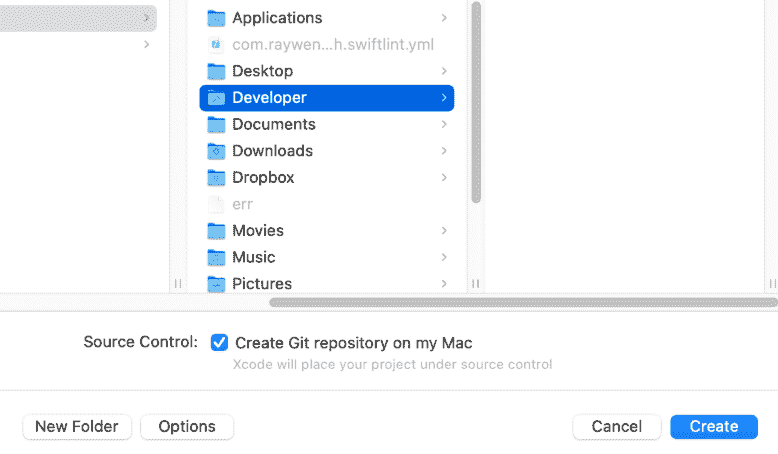 Applications
com.raywen...h.swiftlint.yml
Desktop
Developer
Documents
Downloads
Dropbox
err
Movies
Music
Pictures
Source Control: Create Git repository on my Mac
Xcode will place your project under source control
New Folder Options Cancel Create